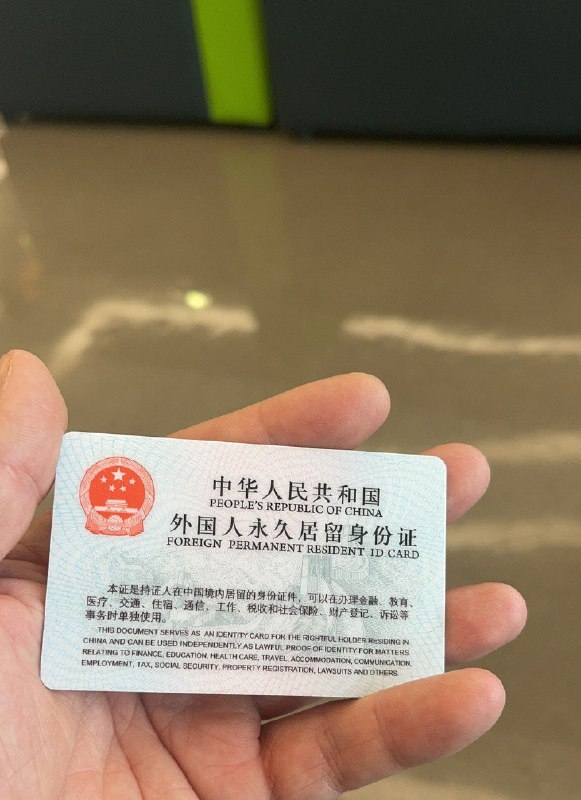 中华人民共和国
PEOPLE'S REPUBLIC OF CHINA
外国人永久居留身份证
FOREIGN PERMANENT RESIDENT ID CARD
本证是持证人在中国境内居留的身份证件，可以在办理金融、教育、
医疗、交通、住宿、通信、工作、税收和社会保险、财产登记、诉讼等
事务时单独使用。
THIS DOCUMENT SERVES AS AN IDENTITY CARD FOR THE RIGHTFUL HOLDER RESIDING IN
CHINA AND CAN BE USED INDEPENDENTLY AS LAWFUL PROOF OF IDENTITY FOR MATTERS
RELATING TO FINANCE, EDUCATION, HEALTH CARE, TRAVEL, ACCOMMODATION, COMMUNICATION,
EMPLOYMENT, TAX, SOCIAL SECURITY, PROPERTY REGISTRATION, LAWSUITS AND OTHERS.